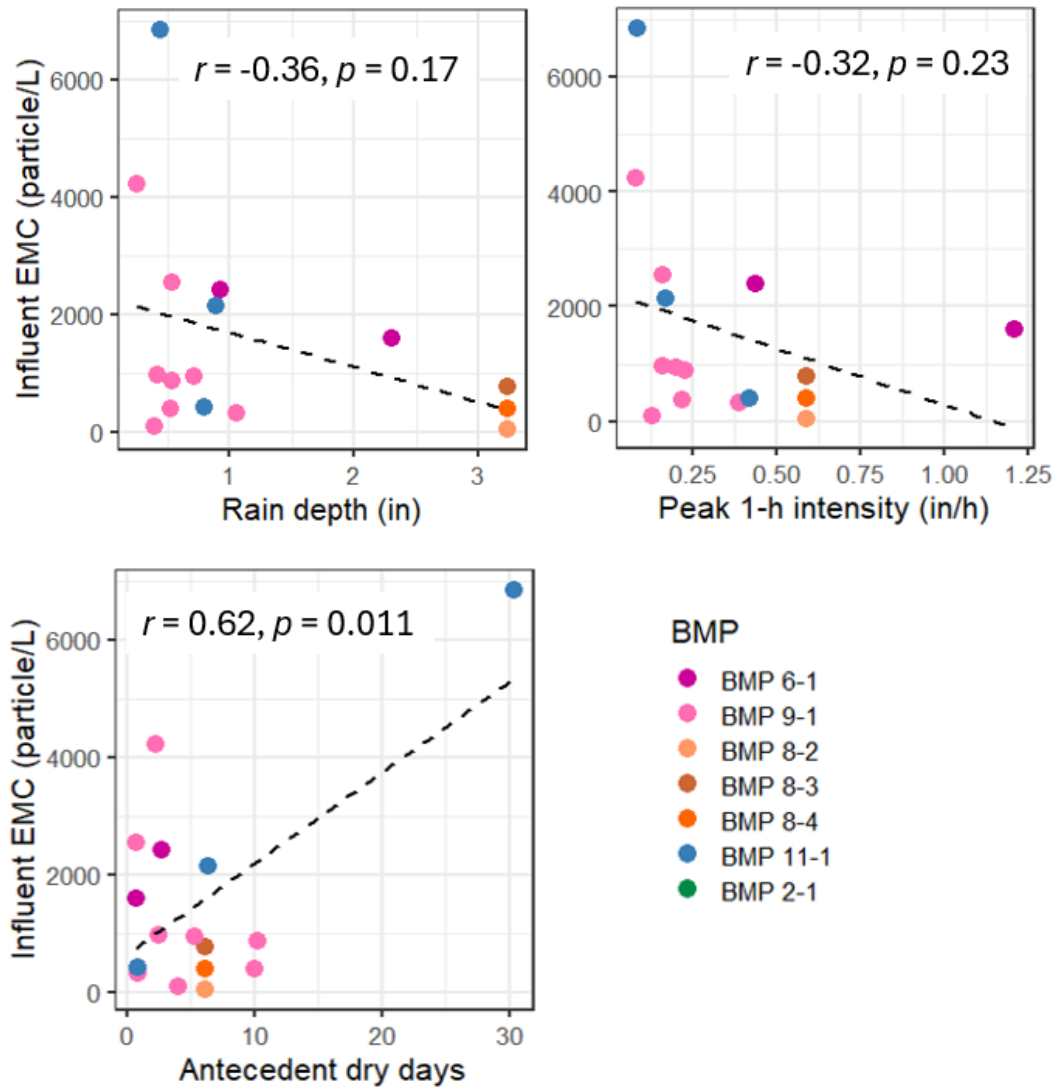 r = -0.36, p = 0.17
6000
4000
2000
0
Influent EMC (particle/L)
1 2 3
Rain depth (in)
r = -0.32, p = 0.23
6000
4000
2000
0
0.25 0.50 0.75 1.00 1.25
Peak 1-h intensity (in/h)
r = 0.62, p = 0.011
6000
4000
2000
0
Influent EMC (particle/L)
0 10 20 30
Antecedent dry days
BMP
BMP 6-1
BMP 9-1
BMP 8-2
BMP 8-3
BMP 8-4
BMP 11-1
BMP 2-1